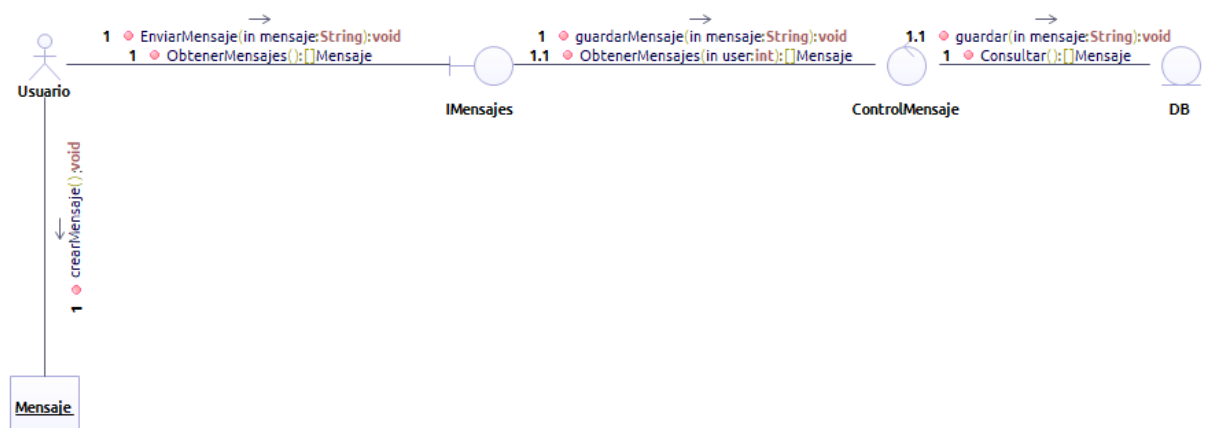 1 EnviarMensaje(in mensaje:String):void
1 ObtenerMensajes():[]Mensaje
1 guardarMensaje(in mensaje:String):void
1.1 ObtenerMensajes(in user:int):[]Mensaje
1.1 guardar(in mensaje:String):void
1 Consultar():[]Mensaje
Usuario
IMensajes
ControlMensaje
DB
1 crearMensaje():void
Mensaje